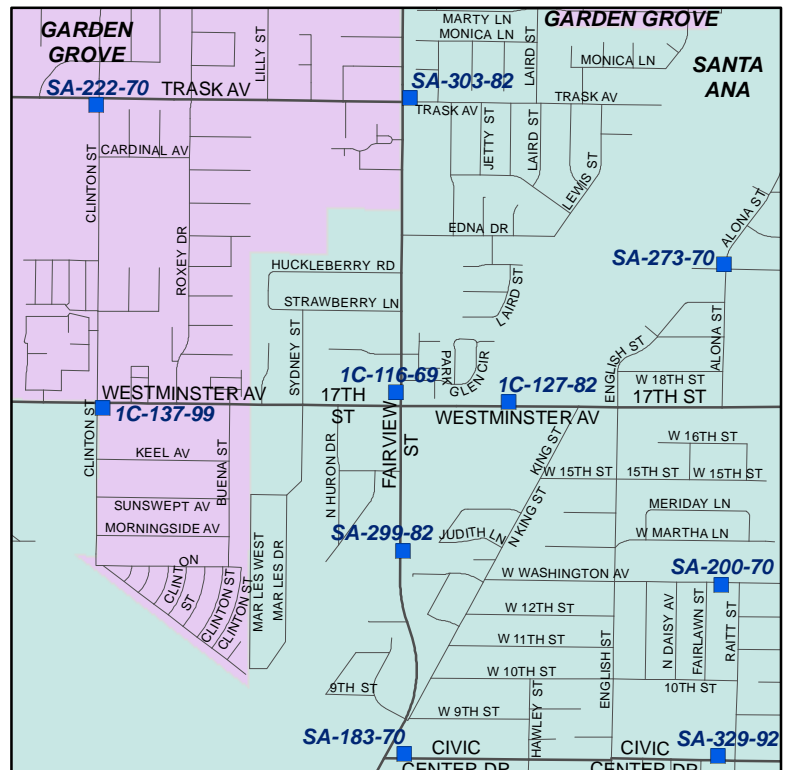 MARTY LN
GARDEN GROVE
GARDEN
GROVE
MONICA LN
LILLY ST
LAIRD ST
MONICA LN
SANTA
ANA
SA-222-70
TRASK AV
SA-303-82
TRASK AV
TRASK AV
CLINTON ST
CARDINAL AV
JETTY ST
LAIRD ST
LEWIS ST
ROXEY DR
EDNA DR
ALONA ST
SA-273-70
HUCKLEBERRY RD
LAIRD ST
STRAWBERRY LN
SYDNEY ST
ENGLISH ST
ALONA ST
PARK
GLEN CIR
1C-116-69
1C-127-82
W 18TH ST
WESTMINSTER AV
17TH
ST
17TH ST
1C-137-99
WESTMINSTER AV
CLINTON ST
FAIRVIEW
ST
KING ST
W 16TH ST
KEEL AV
BUENA ST
N HURON DR
W 15TH ST
15TH ST
W 15TH ST
SUNSWEPT AV
N KING ST
MERIDAY LN
MORNINGSIDE AV
SA-299-82
JUDITH LN
W MARTHA LN
CLINTON
ST
CLINTON ST
CLINTON ST
MAR LES WEST
MAR LES DR
SA-200-70
W WASHINGTON AV
W 12TH ST
N DAISY AV
FAIRLAWN ST
RAITT ST
W 11TH ST
ENGLISH ST
W 10TH ST
9TH ST
10TH ST
HAWLEY ST
W 9TH ST
SA-183-70
CIVIC
CENTER DR
CIVIC
CENTER DR
SA-329-92